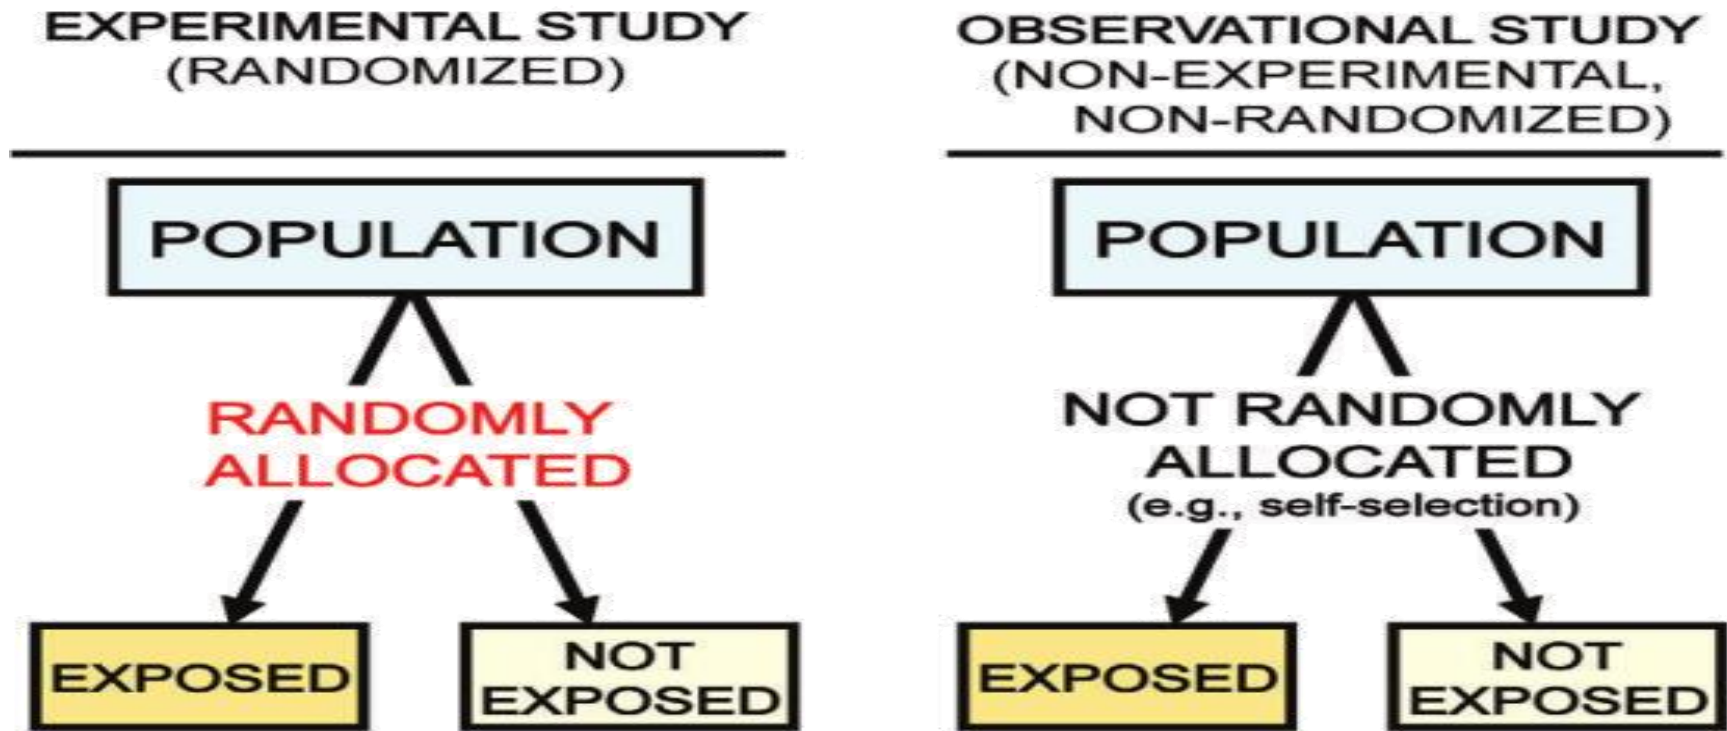 EXPERIMENTAL STUDY
(RANDOMIZED)
POPULATION
RANDOMLY
ALLOCATED
EXPOSED
NOT
EXPOSED
OBSERVATIONAL STUDY
(NON-EXPERIMENTAL,
NON-RANDOMIZED)
POPULATION
NOT RANDOMLY
ALLOCATED
(e.g., self-selection)
EXPOSED
NOT
EXPOSED